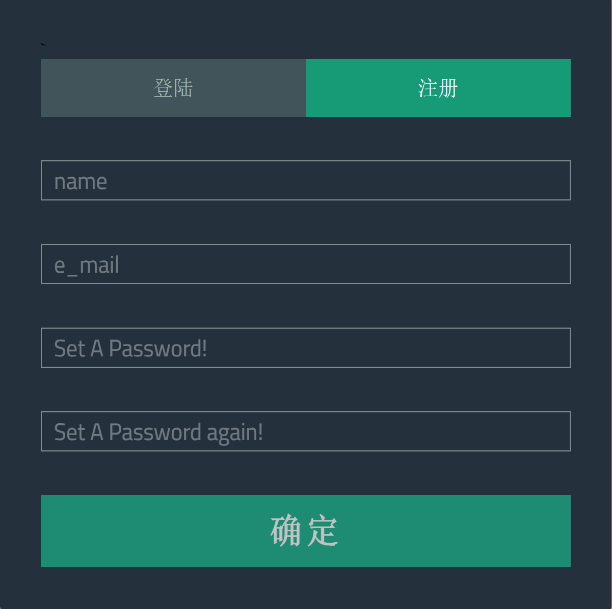 登陆 注册
name
e_mail
Set A Password!
Set A Password again!
确定